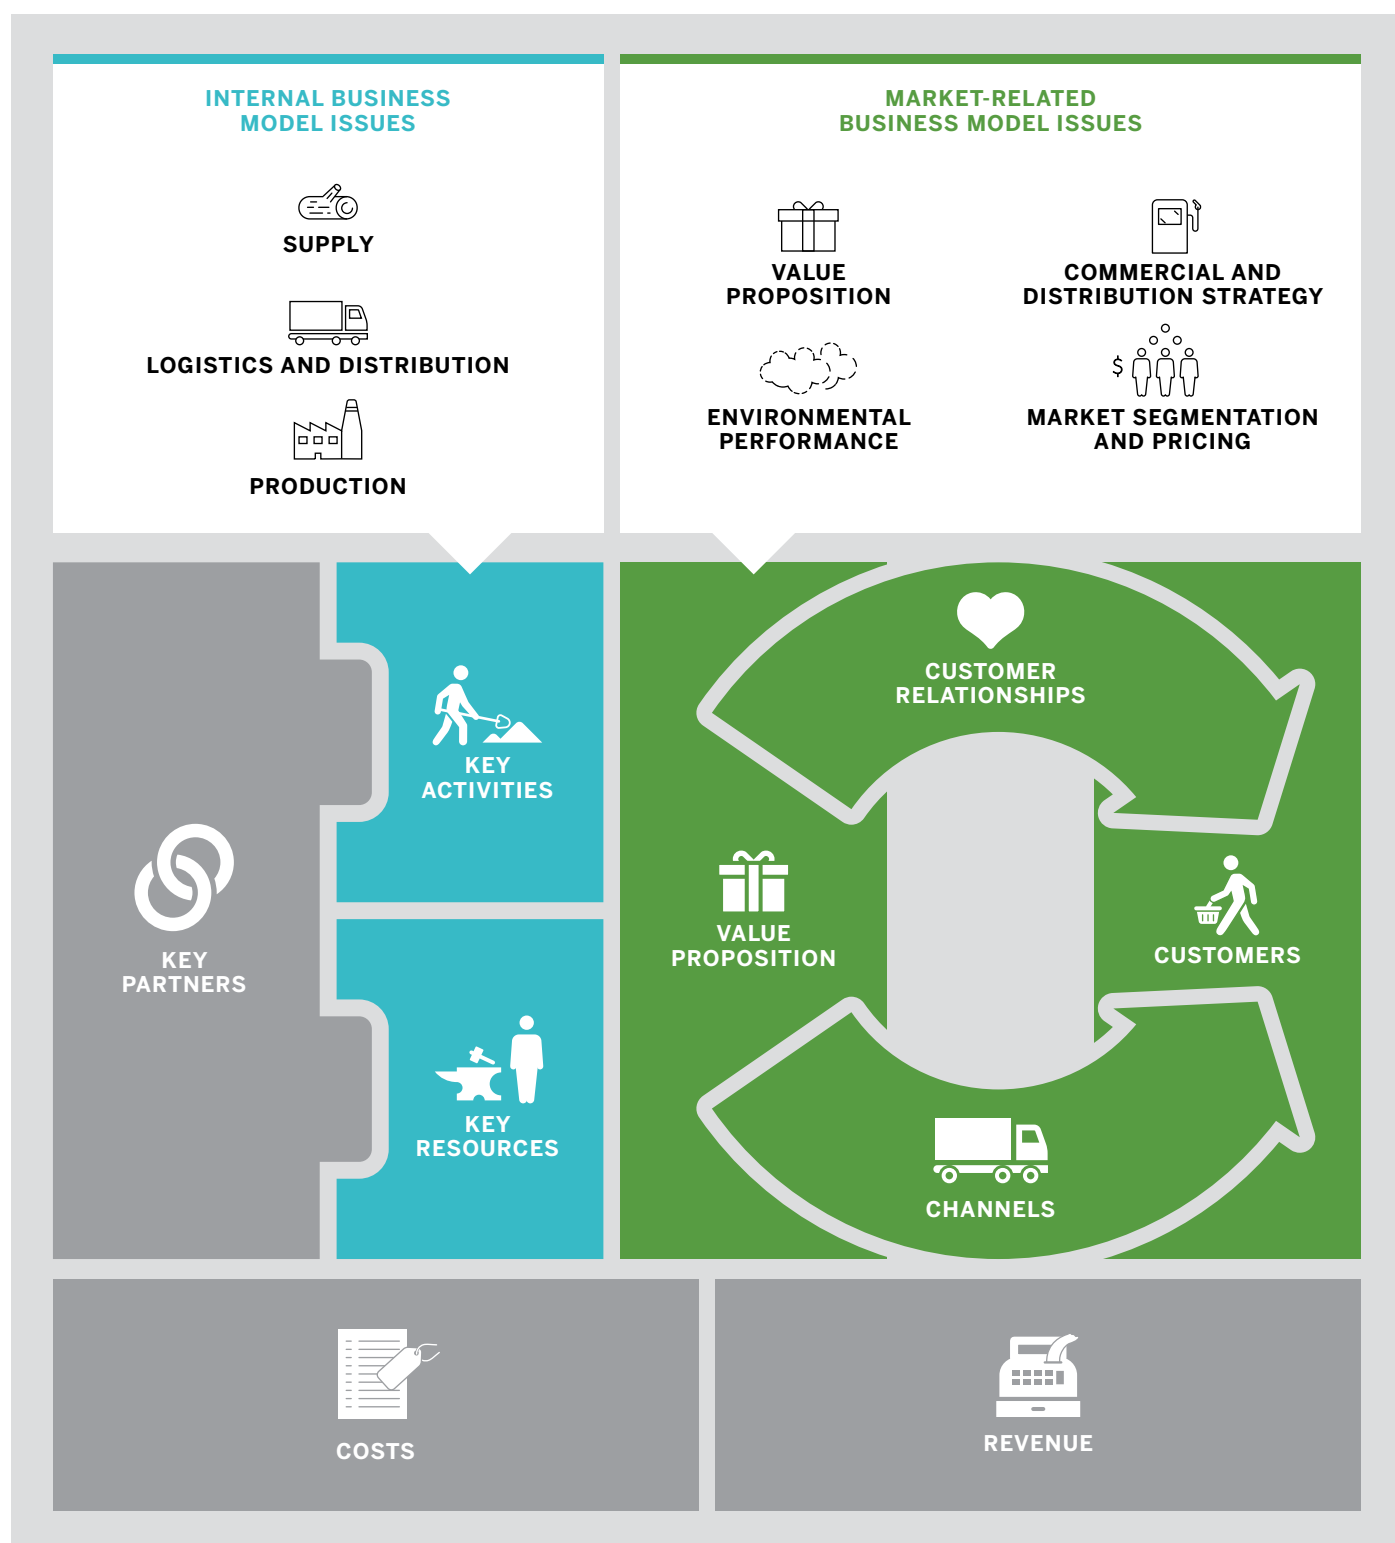 INTERNAL BUSINESS
MODEL ISSUES
SUPPLY
LOGISTICS AND DISTRIBUTION
PRODUCTION
MARKET-RELATED
BUSINESS MODEL ISSUES
VALUE
PROPOSITION
COMMERCIAL AND
DISTRIBUTION STRATEGY
ENVIRONMENTAL
PERFORMANCE
$
MARKET SEGMENTATION
AND PRICING
KEY
PARTNERS
KEY
ACTIVITIES
KEY
RESOURCES
CUSTOMER
RELATIONSHIPS
VALUE
PROPOSITION
CUSTOMERS
CHANNELS
COSTS
REVENUE